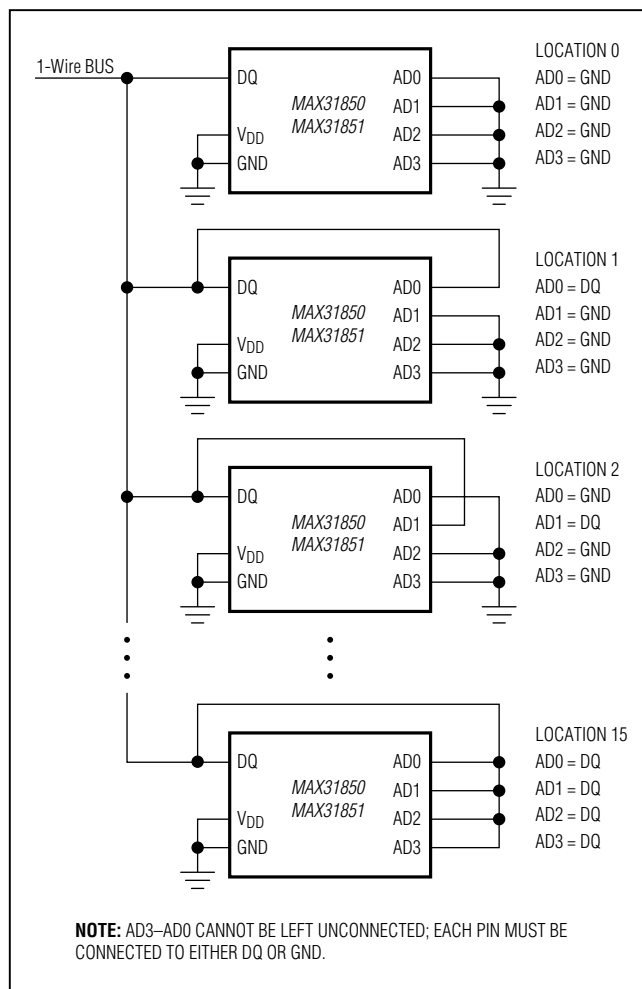 1-Wire BUS
DQ
VDD
GND
MAX31850
MAX31851
AD0
AD1
AD2
AD3
LOCATION 0
AD0 = GND
AD1 = GND
AD2 = GND
AD3 = GND
DQ
VDD
GND
MAX31850
MAX31851
AD0
AD1
AD2
AD3
LOCATION 1
AD0 = DQ
AD1 = GND
AD2 = GND
AD3 = GND
DQ
VDD
GND
MAX31850
MAX31851
AD0
AD1
AD2
AD3
LOCATION 2
AD0 = GND
AD1 = DQ
AD2 = GND
AD3 = GND
DQ
VDD
GND
MAX31850
MAX31851
AD0
AD1
AD2
AD3
LOCATION 15
AD0 = DQ
AD1 = DQ
AD2 = DQ
AD3 = DQ
NOTE: AD3–AD0 CANNOT BE LEFT UNCONNECTED; EACH PIN MUST BE
CONNECTED TO EITHER DQ OR GND.